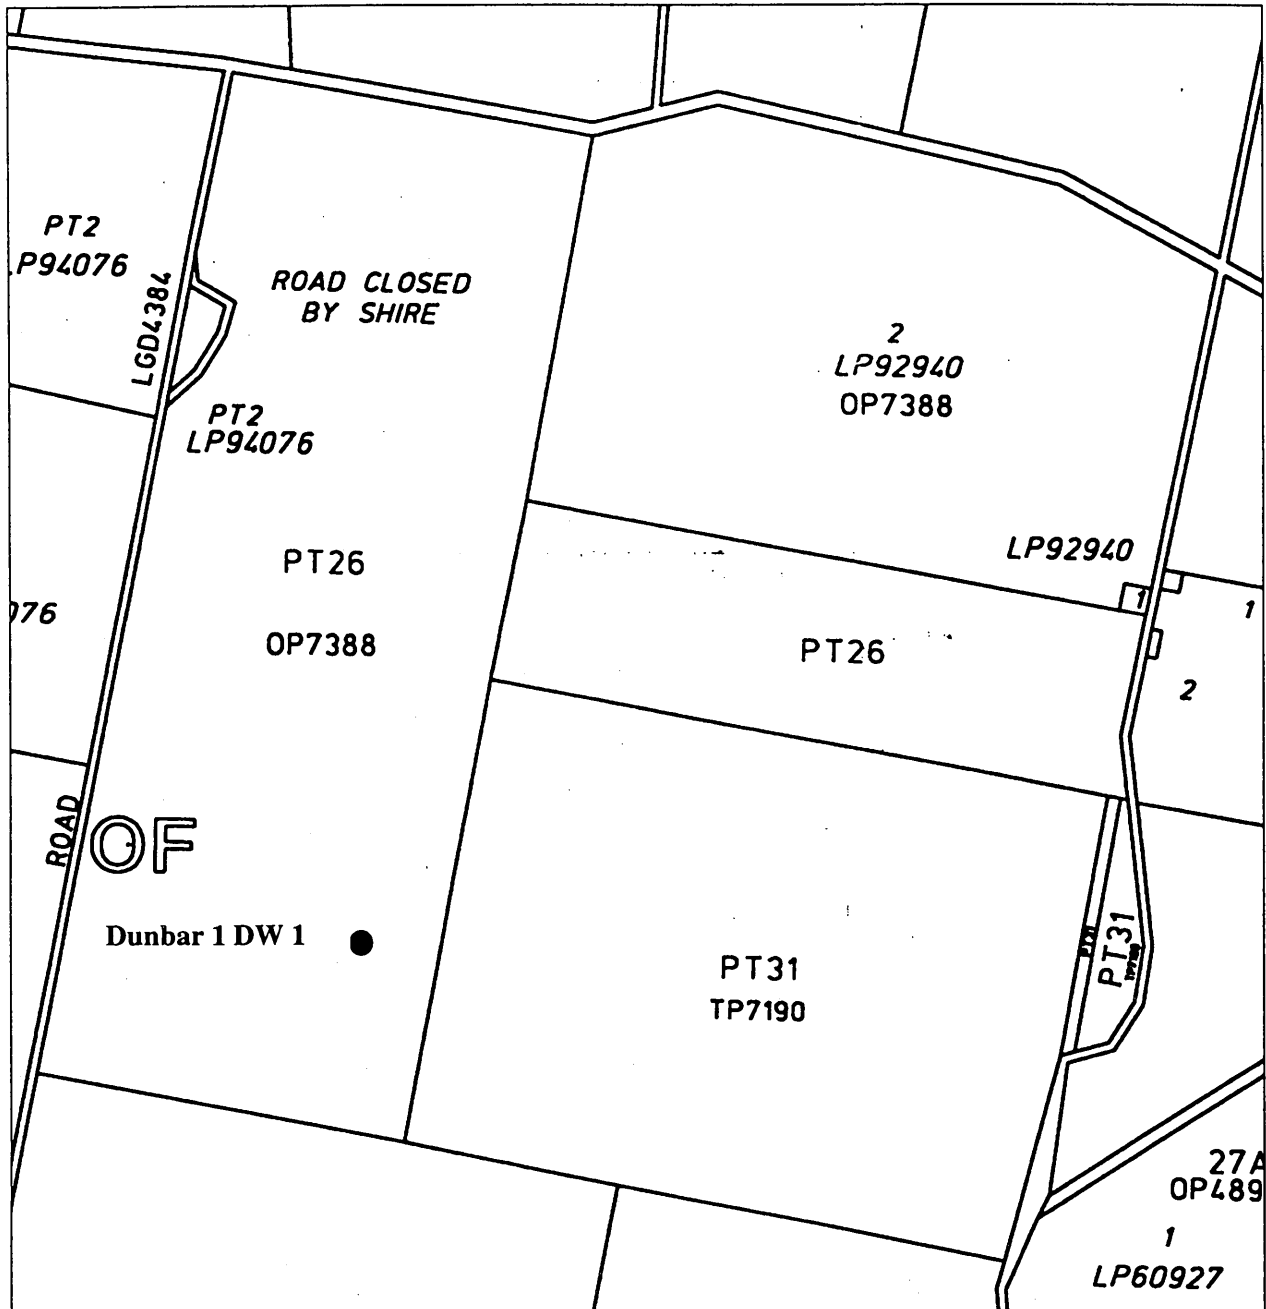 PT2
LP94076
LGD4384
ROAD CLOSED
BY SHIRE
2
LP92940
OP7388
PT2
LP94076
LP92940
1
1
PT26
OP7388
076
PT26
2
ROAD
OF
Dunbar 1 DW 1
PT31
TP7190
PT31
27A
OP489
1
LP60927